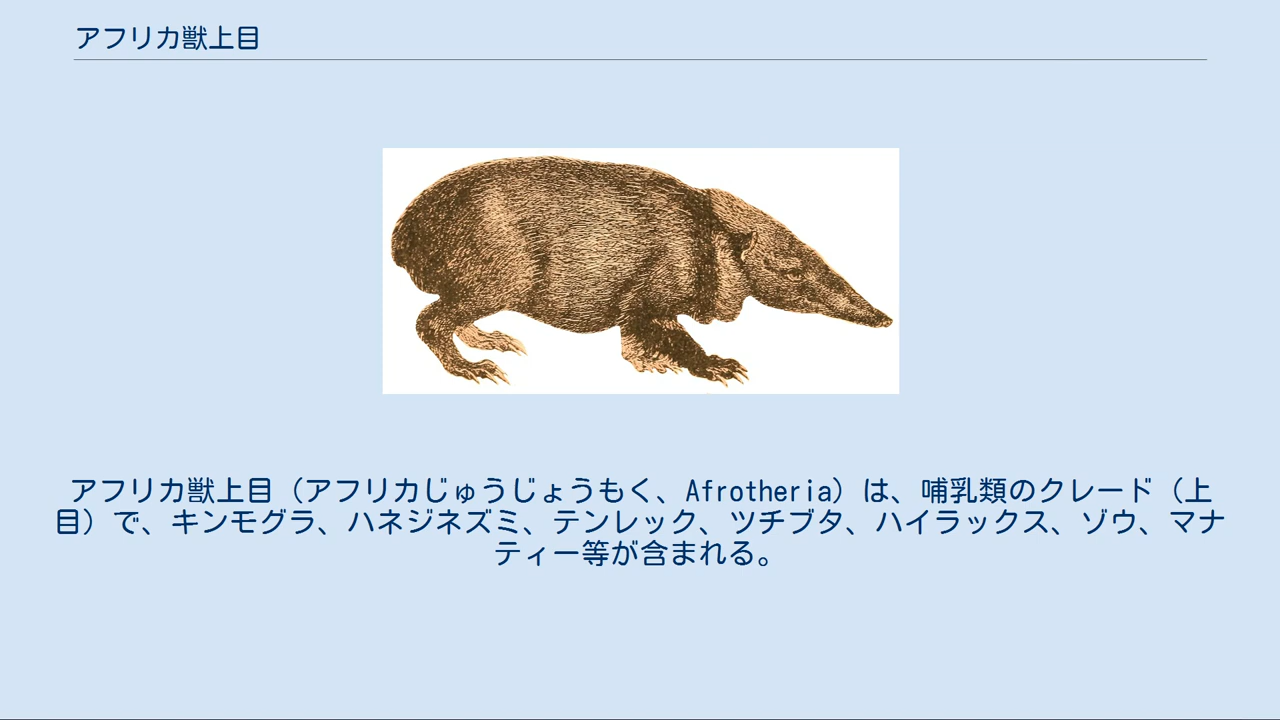 アフリカ獣上目
アフリカ獣上目（アフリカじゅうじょうもく、Afrotheria）は、哺乳類のクレード（上
目）で、キンモグラ、ハネジネズミ、テンレック、ツチブタ、ハイラックス、ゾウ、マナ
ティー等が含まれる。